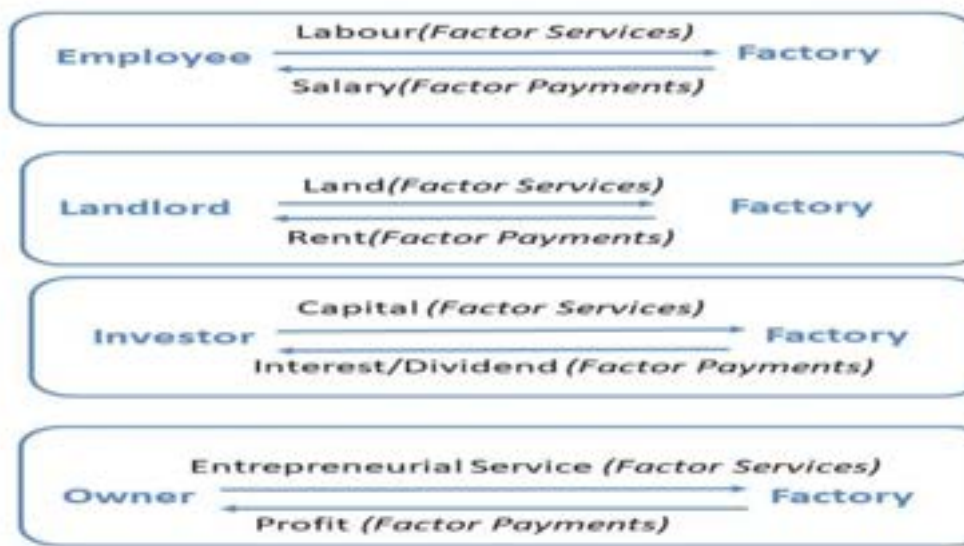 Labour(Factor Services)
Employee Factory
Salary(Factor Payments)
Land(Factor Services)
Landlord Factory
Rent(Factor Payments)
Capital (Factor Services)
Investor Factory
Interest/Dividend (Factor Payments)
Entrepreneurial Service (Factor Services)
Owner Factory
Profit (Factor Payments)